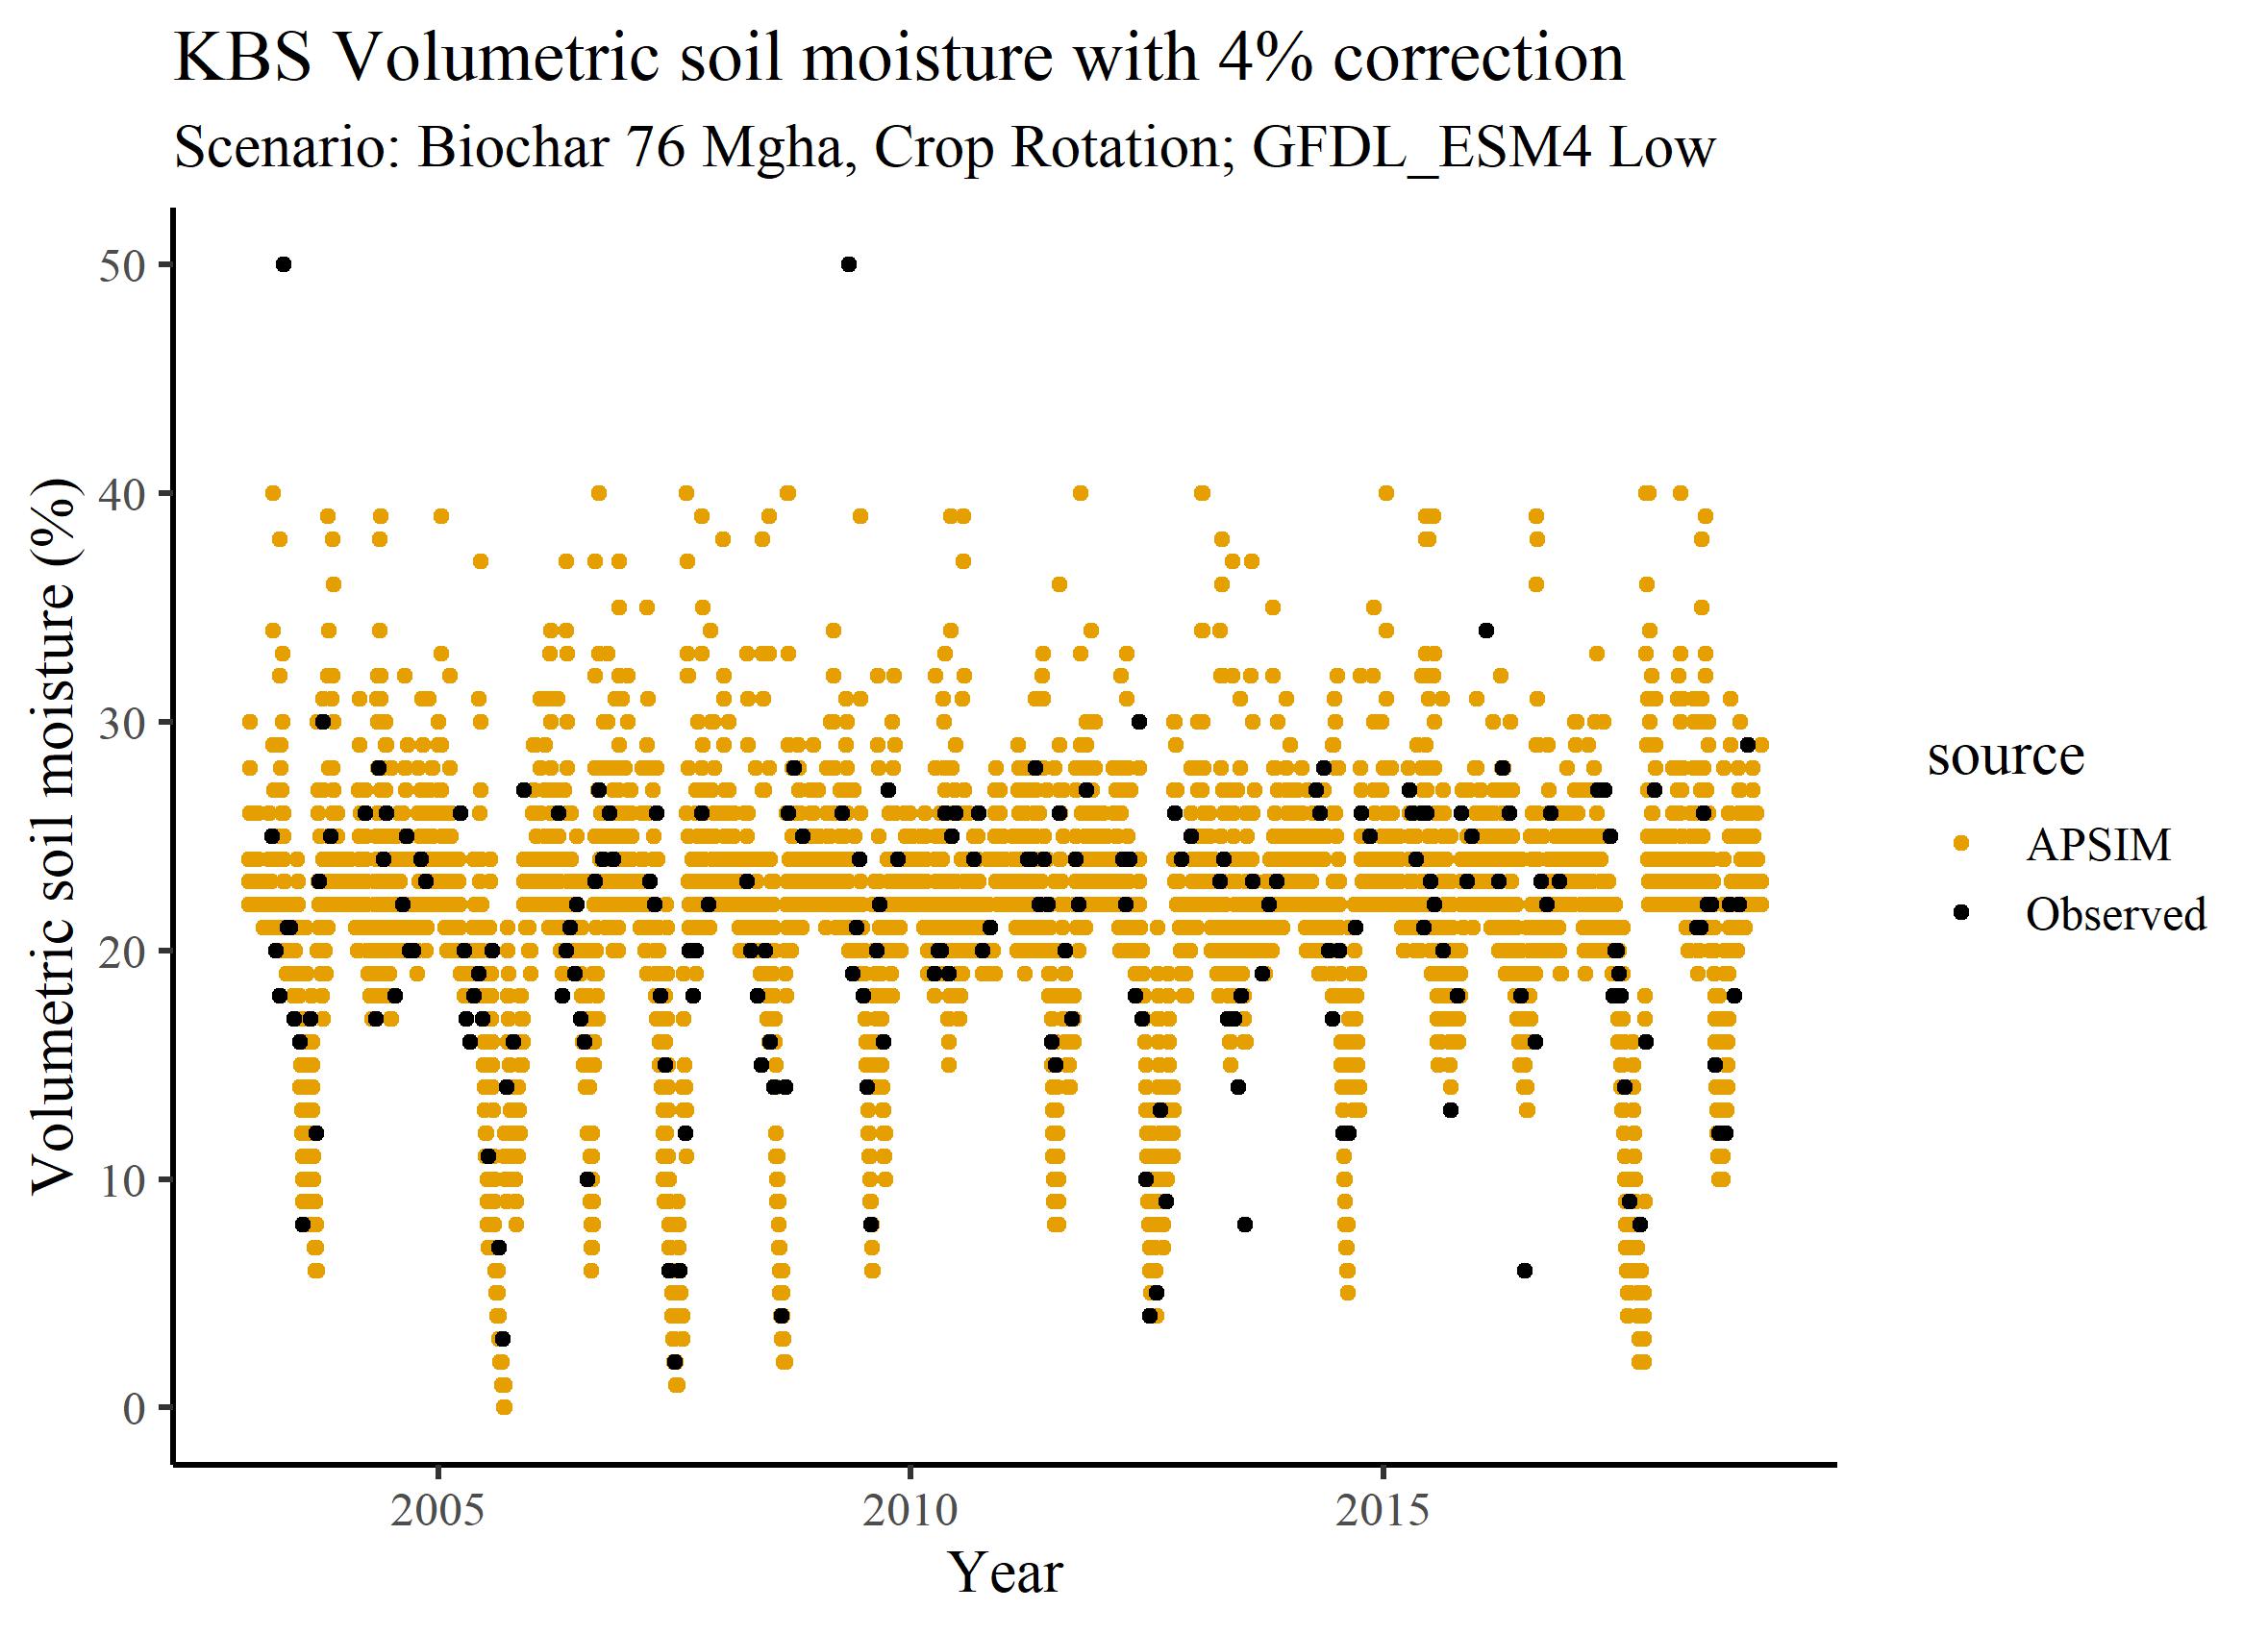 KBS Volumetric soil moisture with 4% correction
Scenario: Biochar 76 Mgha, Crop Rotation; GFDL_ESM4 Low
Volumetric soil moisture (%)
50
40
30
20
10
0
2005 2010 2015
Year
source
APSIM
Observed